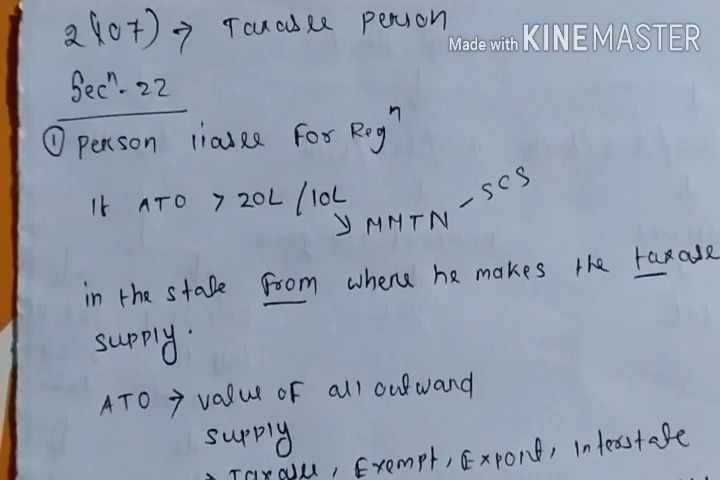 2(107) → Taxable person
Made with KINEMASTER
Secⁿ. 22
① Person liable For Regⁿ
If ATO > 20L / 10L
↘ MMTN - SCS
in the state From where he makes the taxable
supply.
ATO → value of all outward
supply
→ Taxable, Exempt, Export, Interstate